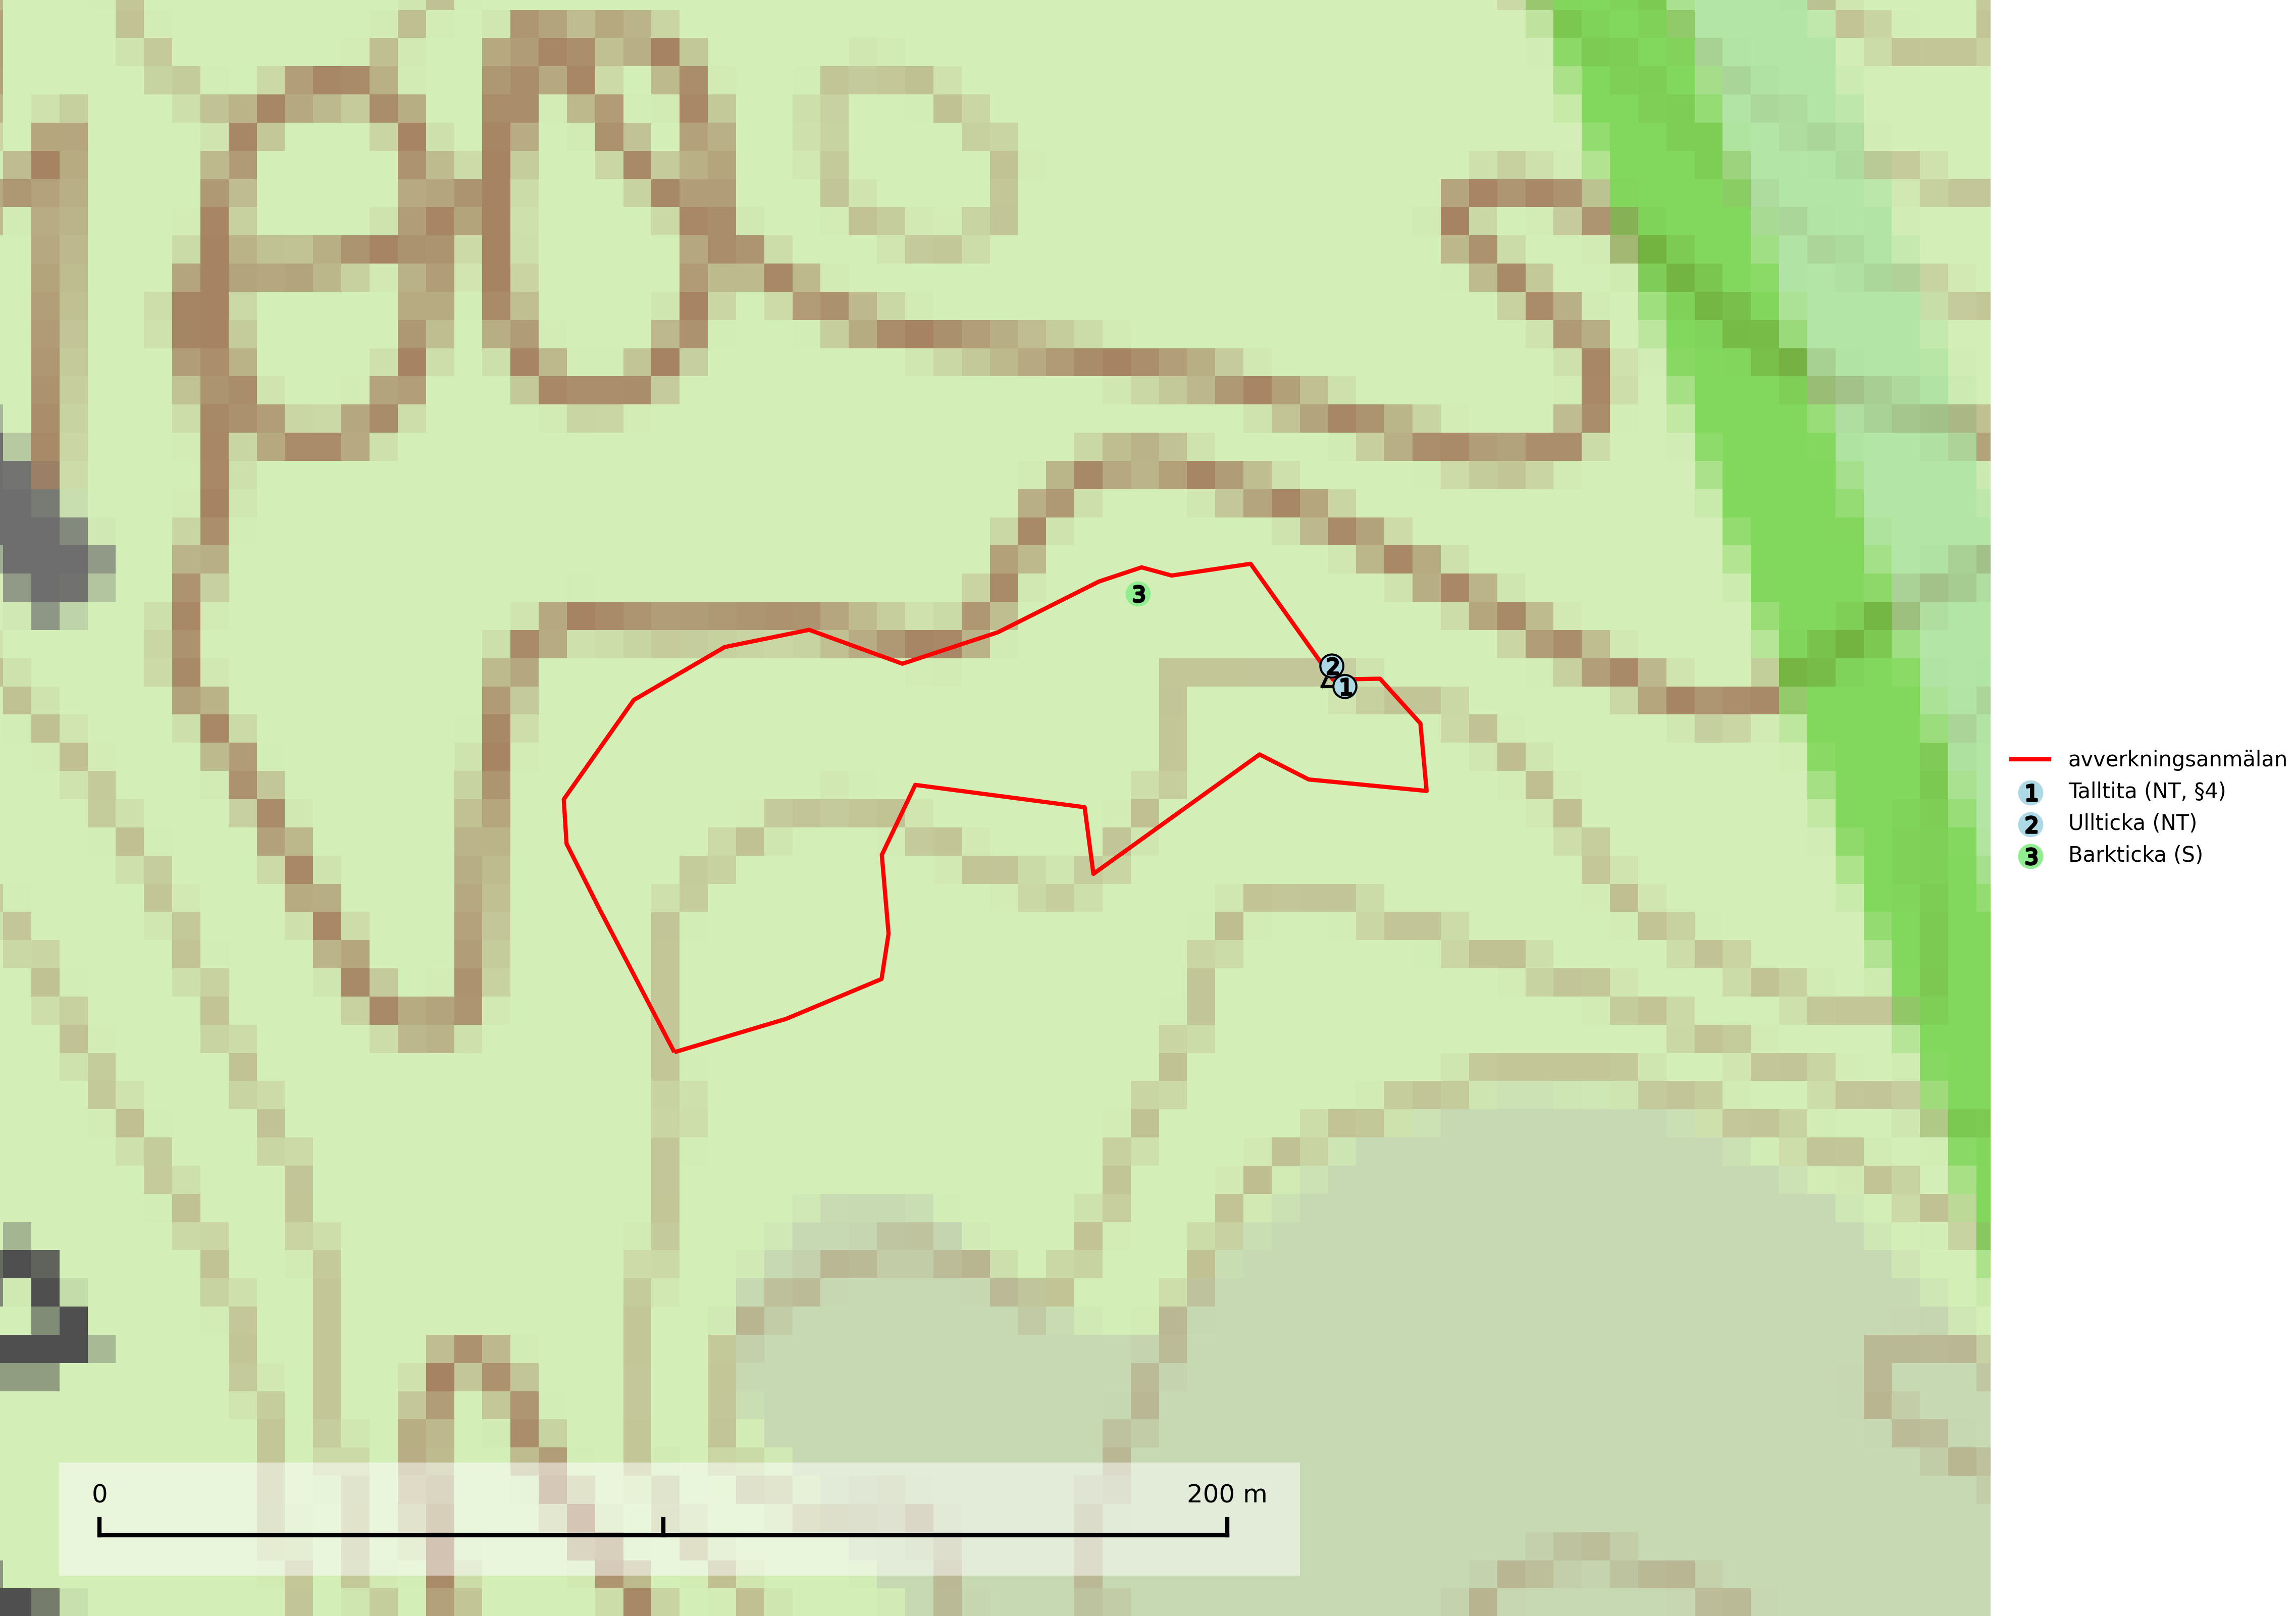 3
2
1
avverkningsanmälan
1 Talltita (NT, §4)
2 Ullticka (NT)
3 Barkticka (S)
0 200 m